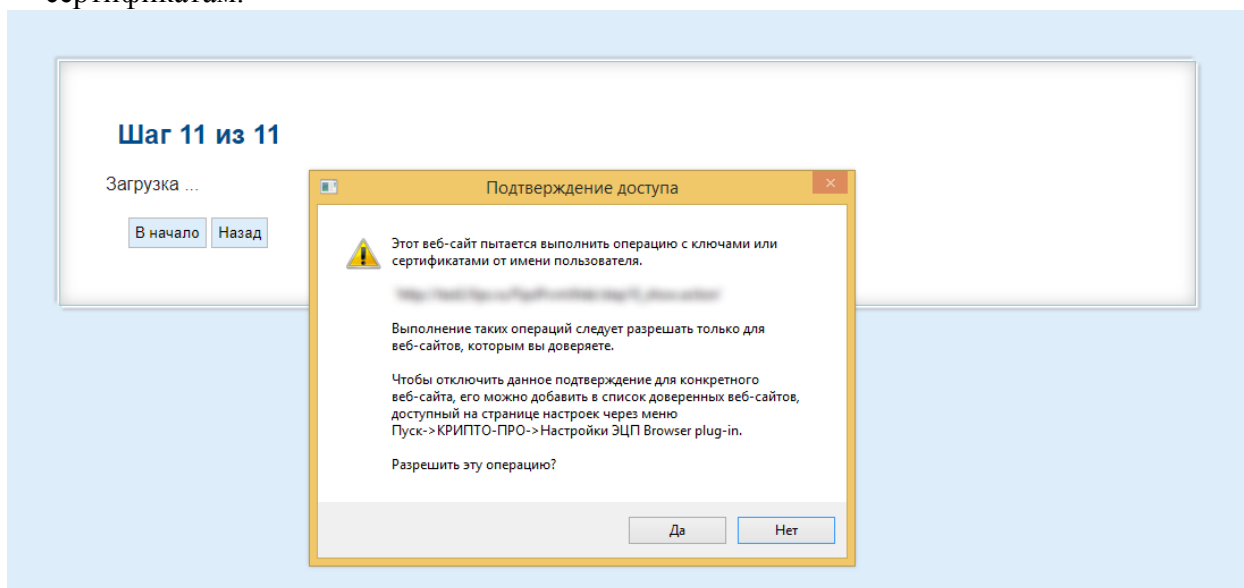 сертификатам.
Шаг 11 из 11
Загрузка ...
В начало Назад
Подтверждение доступа
Этот веб-сайт пытается выполнить операцию с ключами или
сертификатами от имени пользователя.
Выполнение таких операций следует разрешать только для
веб-сайтов, которым вы доверяете.
Чтобы отключить данное подтверждение для конкретного
веб-сайта, его можно добавить в список доверенных веб-сайтов,
доступный на странице настроек через меню
Пуск->КРИПТО-ПРО->Настройки ЭЦП Browser plug-in.
Разрешить эту операцию?
Да Нет